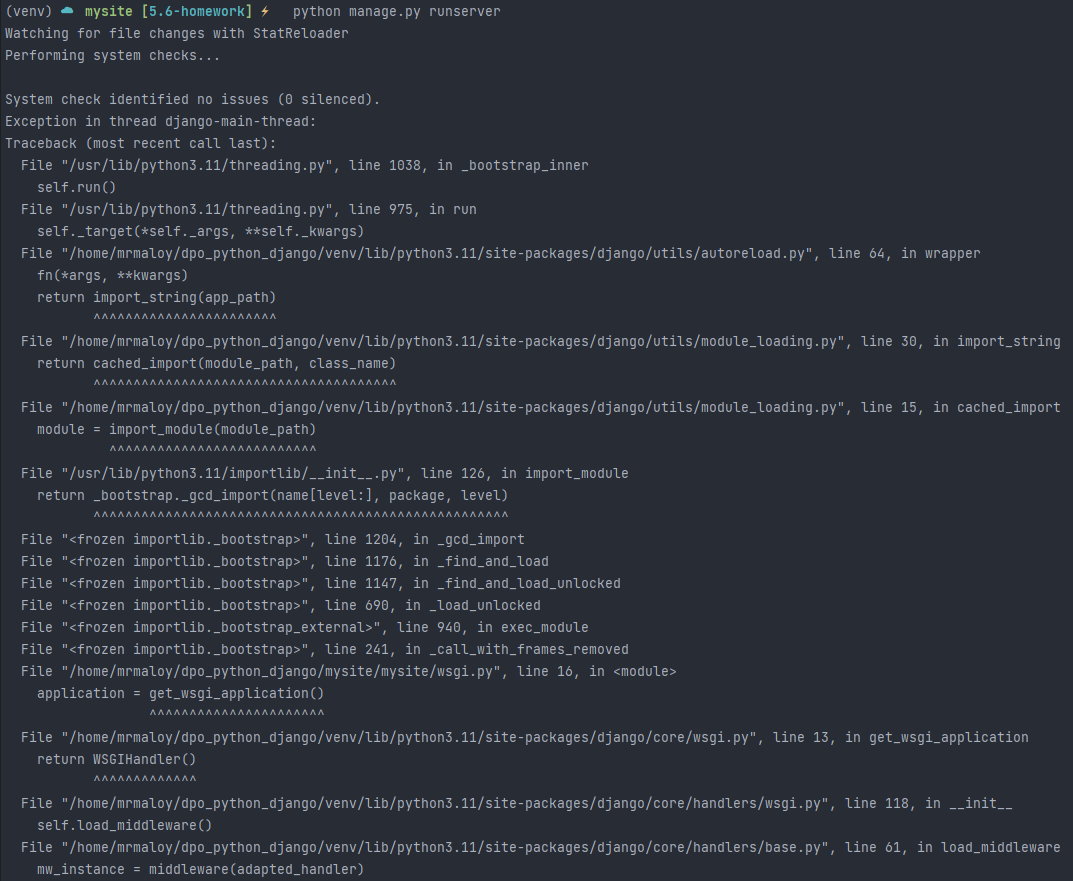 (venv) mysite [5.6-homework] ⚡ python manage.py runserver
Watching for file changes with StatReloader
Performing system checks...

System check identified no issues (0 silenced).
Exception in thread django-main-thread:
Traceback (most recent call last):
  File "/usr/lib/python3.11/threading.py", line 1038, in _bootstrap_inner
    self.run()
  File "/usr/lib/python3.11/threading.py", line 975, in run
    self._target(*self._args, **self._kwargs)
  File "/home/mrmaloy/dpo_python_django/venv/lib/python3.11/site-packages/django/utils/autoreload.py", line 64, in wrapper
    fn(*args, **kwargs)
    return import_string(app_path)
           ^^^^^^^^^^^^^^^^^^^^^^^
  File "/home/mrmaloy/dpo_python_django/venv/lib/python3.11/site-packages/django/utils/module_loading.py", line 30, in import_string
    return cached_import(module_path, class_name)
           ^^^^^^^^^^^^^^^^^^^^^^^^^^^^^^^^^^^^^^
  File "/home/mrmaloy/dpo_python_django/venv/lib/python3.11/site-packages/django/utils/module_loading.py", line 15, in cached_import
    module = import_module(module_path)
             ^^^^^^^^^^^^^^^^^^^^^^^^^^
  File "/usr/lib/python3.11/importlib/__init__.py", line 126, in import_module
    return _bootstrap._gcd_import(name[level:], package, level)
           ^^^^^^^^^^^^^^^^^^^^^^^^^^^^^^^^^^^^^^^^^^^^^^^^^^^^
  File "<frozen importlib._bootstrap>", line 1204, in _gcd_import
  File "<frozen importlib._bootstrap>", line 1176, in _find_and_load
  File "<frozen importlib._bootstrap>", line 1147, in _find_and_load_unlocked
  File "<frozen importlib._bootstrap>", line 690, in _load_unlocked
  File "<frozen importlib._bootstrap_external>", line 940, in exec_module
  File "<frozen importlib._bootstrap>", line 241, in _call_with_frames_removed
  File "/home/mrmaloy/dpo_python_django/mysite/mysite/wsgi.py", line 16, in <module>
    application = get_wsgi_application()
                  ^^^^^^^^^^^^^^^^^^^^^^
  File "/home/mrmaloy/dpo_python_django/venv/lib/python3.11/site-packages/django/core/wsgi.py", line 13, in get_wsgi_application
    return WSGIHandler()
           ^^^^^^^^^^^^^
  File "/home/mrmaloy/dpo_python_django/venv/lib/python3.11/site-packages/django/core/handlers/wsgi.py", line 118, in __init__
    self.load_middleware()
  File "/home/mrmaloy/dpo_python_django/venv/lib/python3.11/site-packages/django/core/handlers/base.py", line 61, in load_middleware
    mw_instance = middleware(adapted_handler)